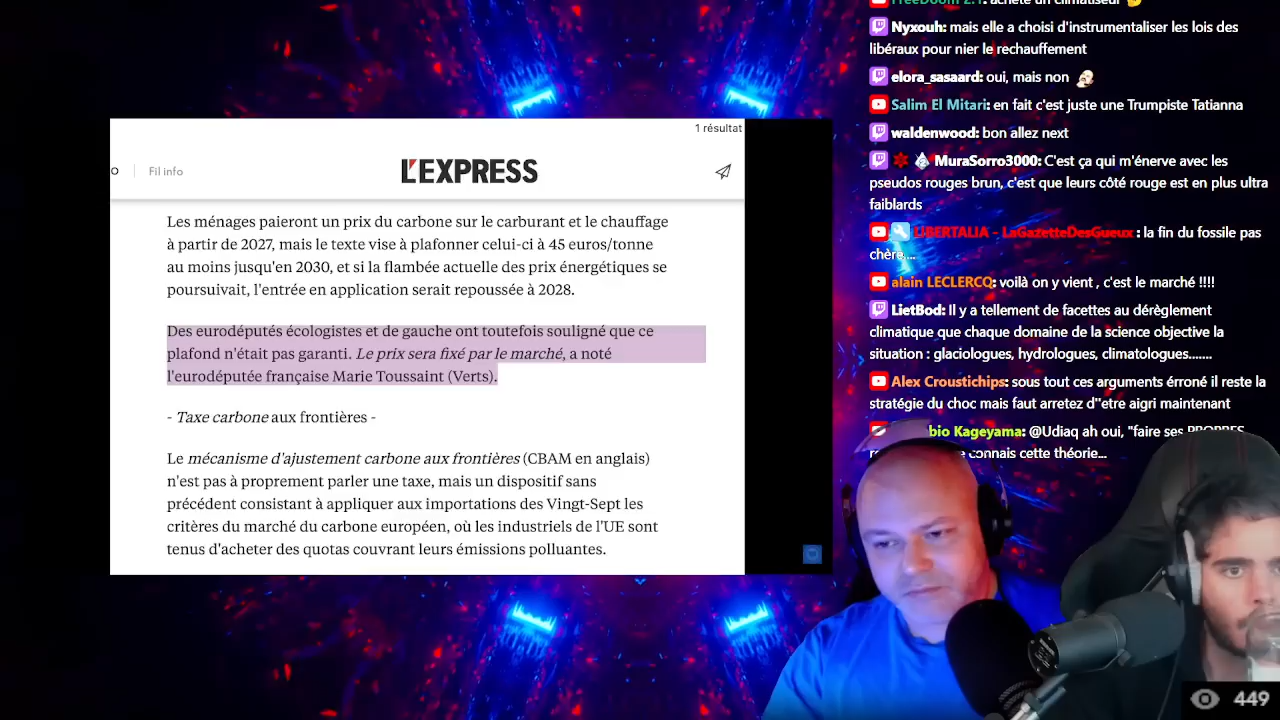 1 résultat
O
Fil info
L'EXPRESS
Les ménages paieront un prix du carbone sur le carburant et le chauffage
à partir de 2027, mais le texte vise à plafonner celui-ci à 45 euros/tonne
au moins jusqu'en 2030, et si la flambée actuelle des prix énergétiques se
poursuivait, l'entrée en application serait repoussée à 2028.
Des eurodéputés écologistes et de gauche ont toutefois souligné que ce
plafond n'était pas garanti. Le prix sera fixé par le marché, a noté
l'eurodéputée française Marie Toussaint (Verts).
- Taxe carbone aux frontières -
Le mécanisme d'ajustement carbone aux frontières (CBAM en anglais)
n'est pas à proprement parler une taxe, mais un dispositif sans
précédent consistant à appliquer aux importations des Vingt-Sept les
critères du marché du carbone européen, où les industriels de l'UE sont
tenus d'acheter des quotas couvrant leurs émissions polluantes.
Nyxouh: mais elle a choisi d'instrumentaliser les lois des
libéraux pour nier le rechauffement
elora_sasaard: oui, mais non
Salim El Mitari: en fait c'est juste une Trumpiste Tatianna
waldenwood: bon allez next
MuraSorro3000: C'est ça qui m'énerve avec les
pseudos rouges brun, c'est que leurs côté rouge est en plus ultra
faiblards
LIBERTALIA - LaGazetteDesGueux : la fin du fossile pas
chère....
alain LECLERCQ: voilà on y vient , c'est le marché !!!!
LietBod: Il y a tellement de facettes au dérèglement
climatique que chaque domaine de la science objective la
situation : glaciologues, hydrologues, climatologues.......
Alex Croustichips: sous tout ces arguments érroné il reste la
stratégie du choc mais faut arretez d"etre aigri maintenant
bio Kageyama: @Udiaq ah oui, "faire ses PROPRES
connais cette théorie...
449